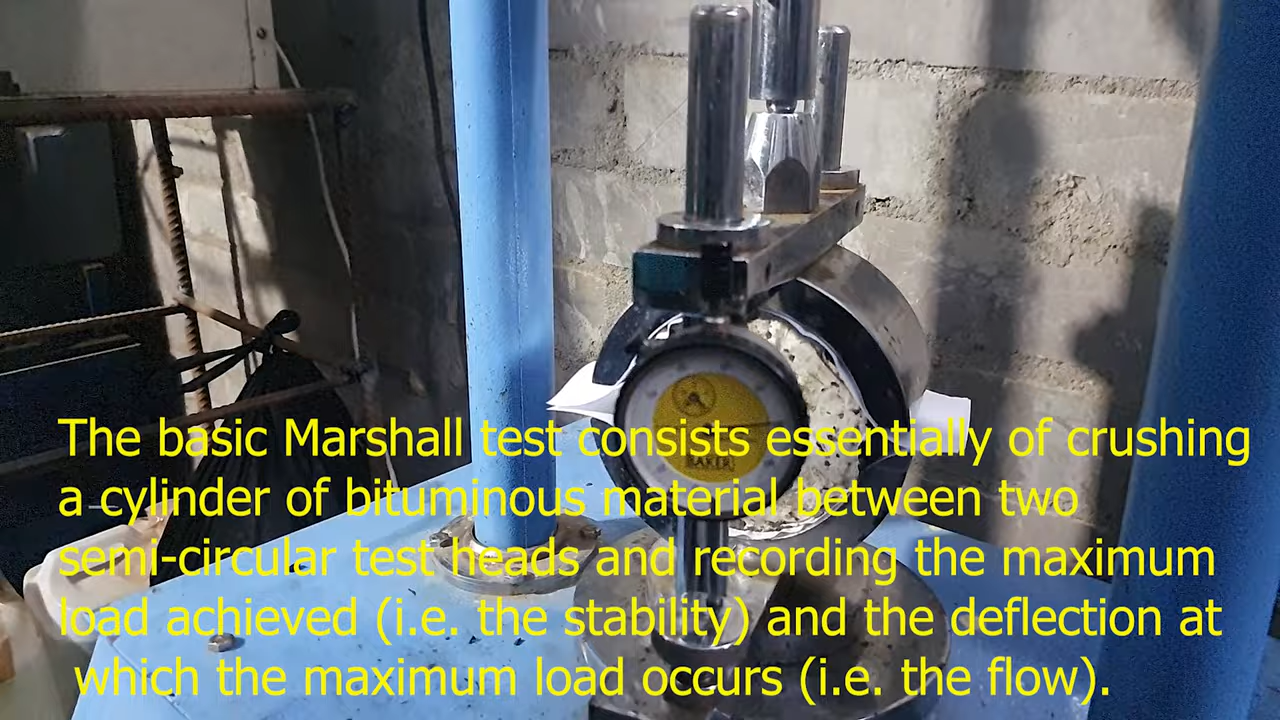 BAKER
The basic Marshall test consists essentially of crushing
a cylinder of bituminous material between two
semi-circular test heads and recording the maximum
load achieved (i.e. the stability) and the deflection at
which the maximum load occurs (i.e. the flow).